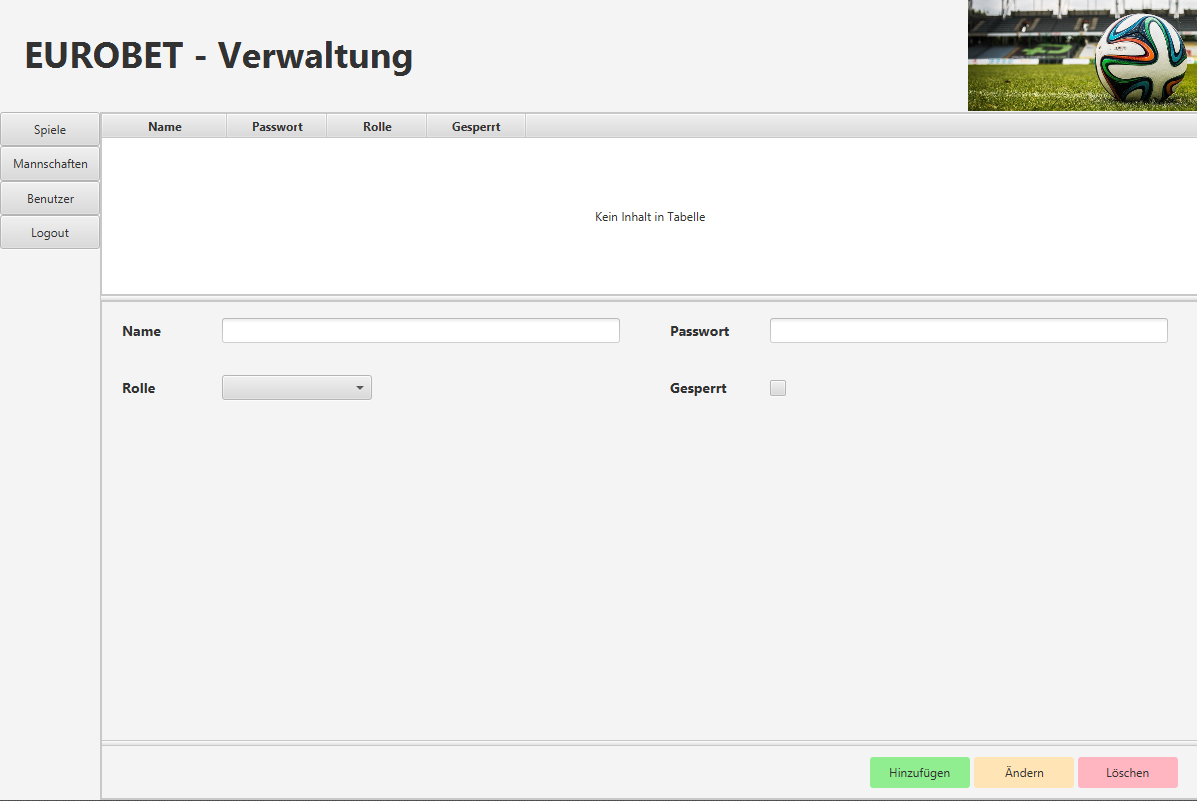 EUROBET - Verwaltung
Spiele
Mannschaften
Benutzer
Logout
Name Passwort Rolle Gesperrt
Kein Inhalt in Tabelle
Name Passwort
Rolle Gesperrt
Hinzufügen Ändern Löschen